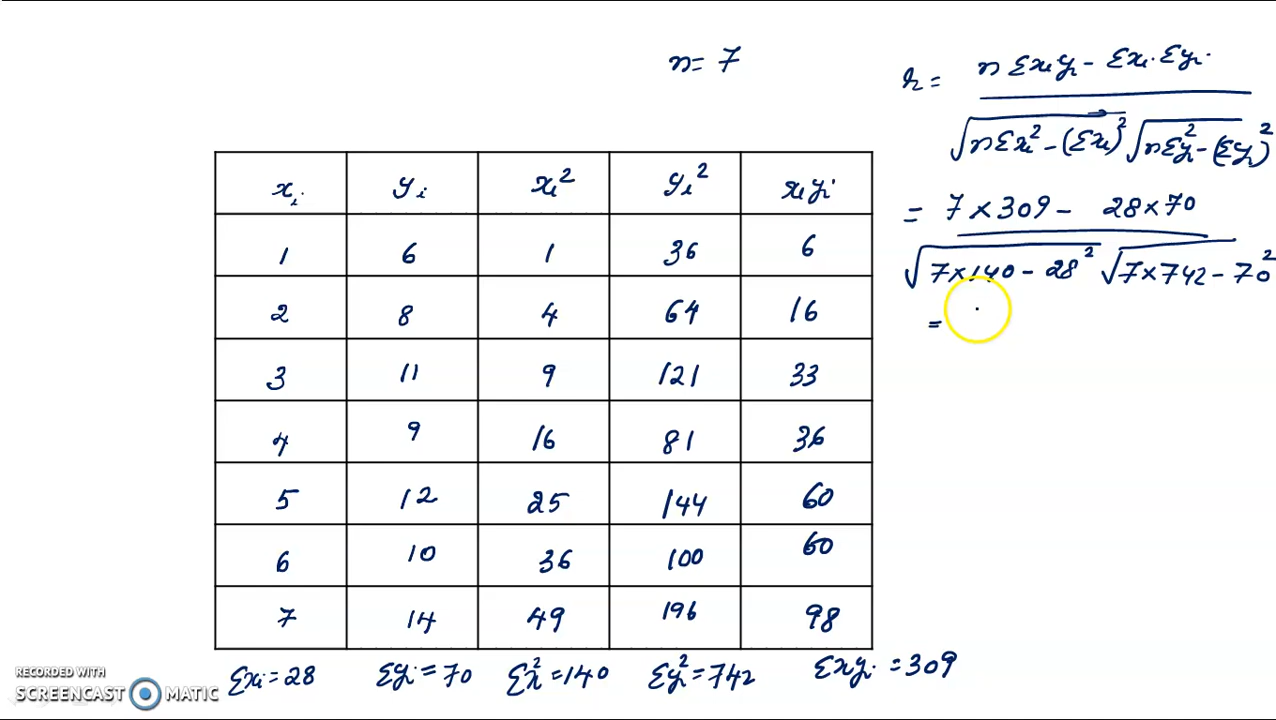 n = 7
r = n Σxiyi - Σxi · Σyi
√nΣxi² - (Σxi)² √nΣyi² - (Σyi)²
= 7 × 309 - 28 × 70
√7×140 - 28² √7×742 - 70²
=
xi yi xi² yi² xiyi
1 6 1 36 6
2 8 4 64 16
3 11 9 121 33
4 9 16 81 36
5 12 25 144 60
6 10 36 100 60
7 14 49 196 98
Σxi = 28 Σyi = 70 Σxi² = 140 Σyi² = 742 Σxiyi = 309
RECORDED WITH
SCREENCAST MATIC